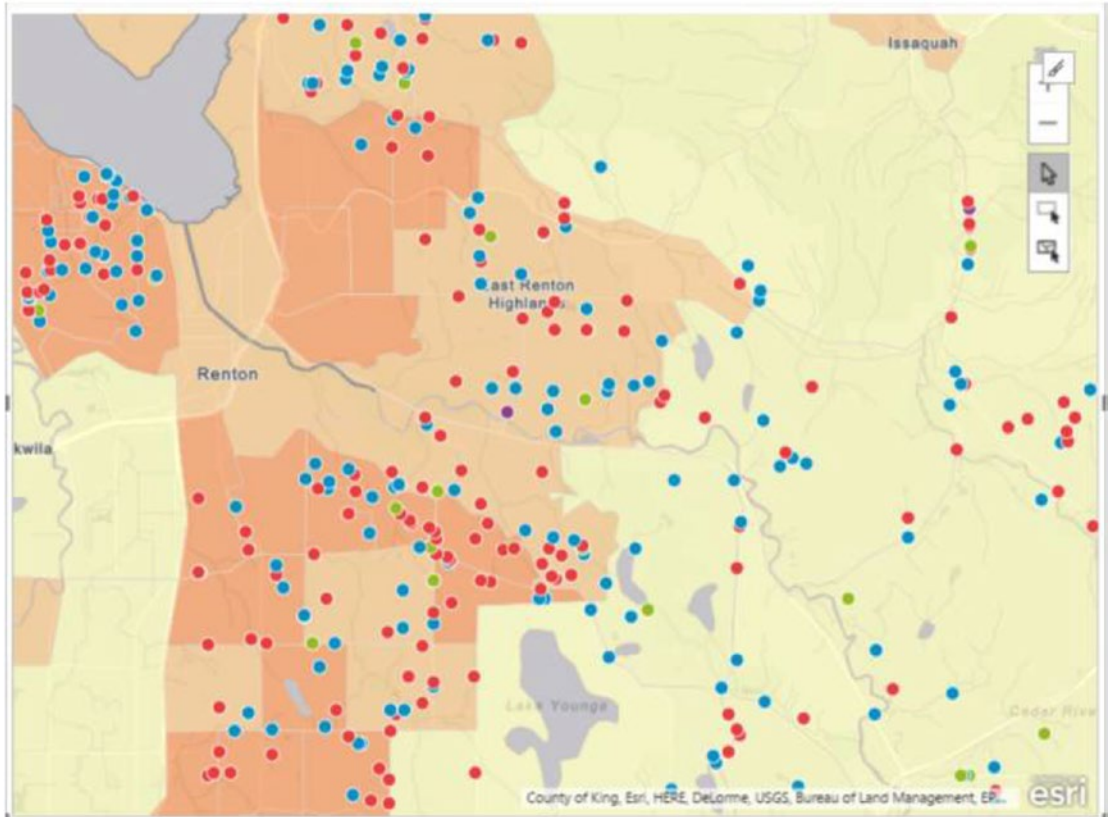 Issaquah
East Renton
Highlands
Renton
kwila
Lake Youngs
Cedar Rive
County of King, Esri, HERE, DeLorme, USGS, Bureau of Land Management, EP...
esri